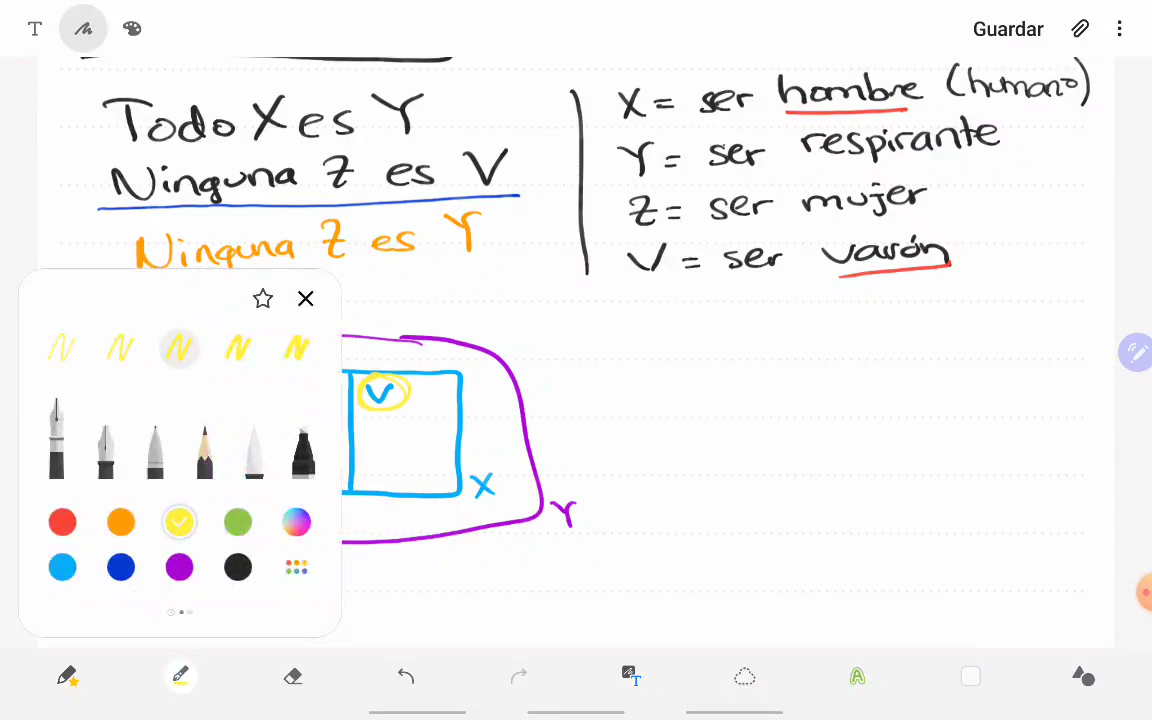 T
Guardar
Todo X es Y
Ninguna Z es V
Ninguna Z es Y
X = ser hombre (humano)
Y = ser respirante
Z = ser mujer
V = ser varón
V
X
Y